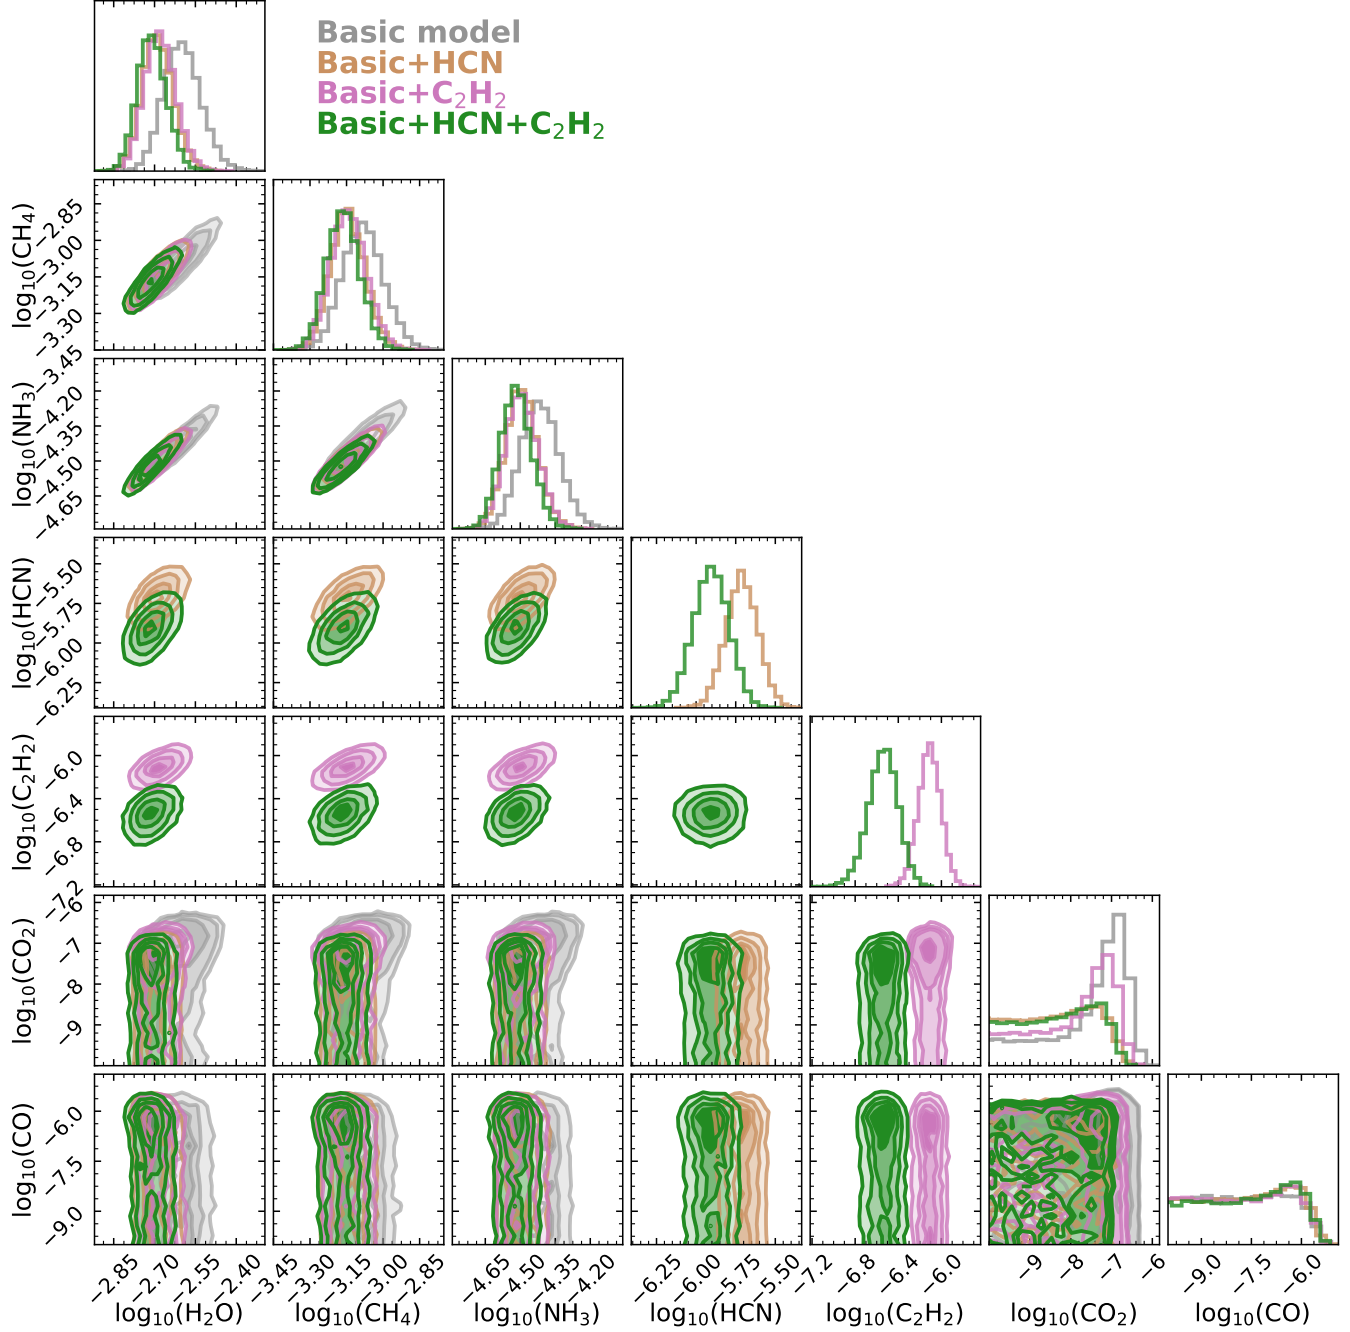 Basic model
Basic+HCN
Basic+C₂H₂
Basic+HCN+C₂H₂
log₁₀(CH₄)
−2.85
−3.00
−3.15
−3.30
−3.45
log₁₀(NH₃)
−3.45
−4.20
−4.35
−4.50
−4.65
log₁₀(HCN)
−5.50
−5.75
−6.00
−6.25
log₁₀(C₂H₂)
−6.0
−6.4
−6.8
log₁₀(CO₂)
−7
−8
−9
log₁₀(CO)
−6.0
−7.5
−9.0
−2.85 −2.70 −2.55 −2.40 −3.45 −3.30 −3.15 −3.00 −2.85 −4.65 −4.50 −4.35 −4.20 −6.25 −6.00 −5.75 −5.50 −7.2 −6.8 −6.4 −6.0 −9 −8 −7 −6 −9.0 −7.5 −6.0
log₁₀(H₂O) log₁₀(CH₄) log₁₀(NH₃) log₁₀(HCN) log₁₀(C₂H₂) log₁₀(CO₂) log₁₀(CO)